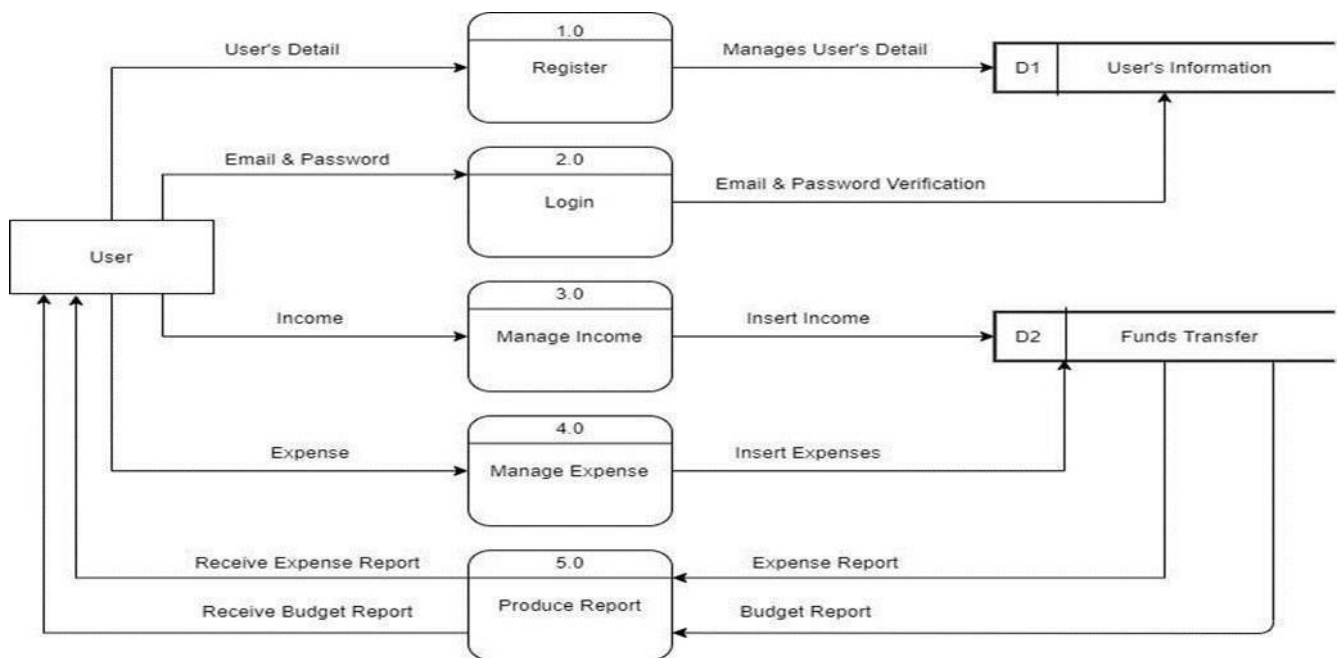 1.0
User's Detail
Register
Manages User's Detail
D1
User's Information
Email & Password
2.0
Login
Email & Password Verification
User
Income
3.0
Manage Income
Insert Income
D2
Funds Transfer
Expense
4.0
Manage Expense
Insert Expenses
Receive Expense Report
5.0
Expense Report
Receive Budget Report
Produce Report
Budget Report